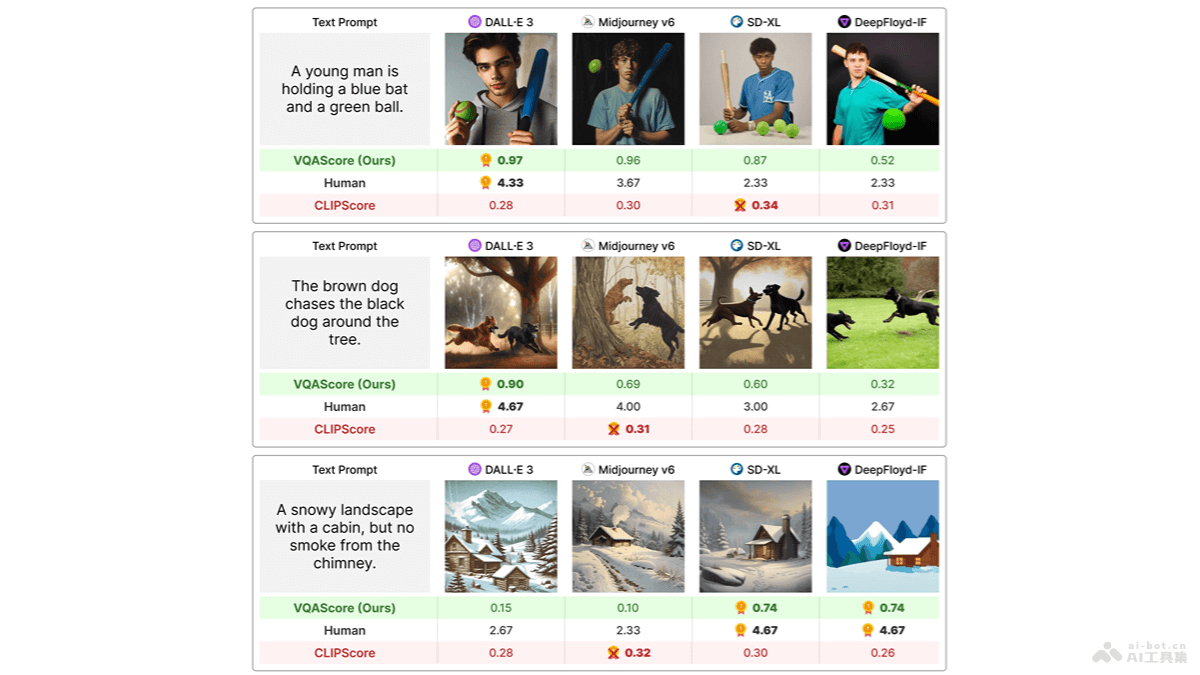 Text Prompt DALL·E 3 Midjourney v6 SD-XL DeepFloyd-IF
A young man is
holding a blue bat
and a green ball.
VQAScore (Ours) 0.97 0.96 0.87 0.52
Human 4.33 3.67 2.33 2.33
CLIPScore 0.28 0.30 0.34 0.31
Text Prompt DALL·E 3 Midjourney v6 SD-XL DeepFloyd-IF
The brown dog
chases the black
dog around the
tree.
VQAScore (Ours) 0.90 0.69 0.60 0.32
Human 4.67 4.00 3.00 2.67
CLIPScore 0.27 0.31 0.28 0.25
Text Prompt DALL·E 3 Midjourney v6 SD-XL DeepFloyd-IF
A snowy landscape
with a cabin, but no
smoke from the
chimney.
VQAScore (Ours) 0.15 0.10 0.74 0.74
Human 2.67 2.33 4.67 4.67
CLIPScore 0.28 0.32 0.30 0.26
ai-bot.cn
AI工具集